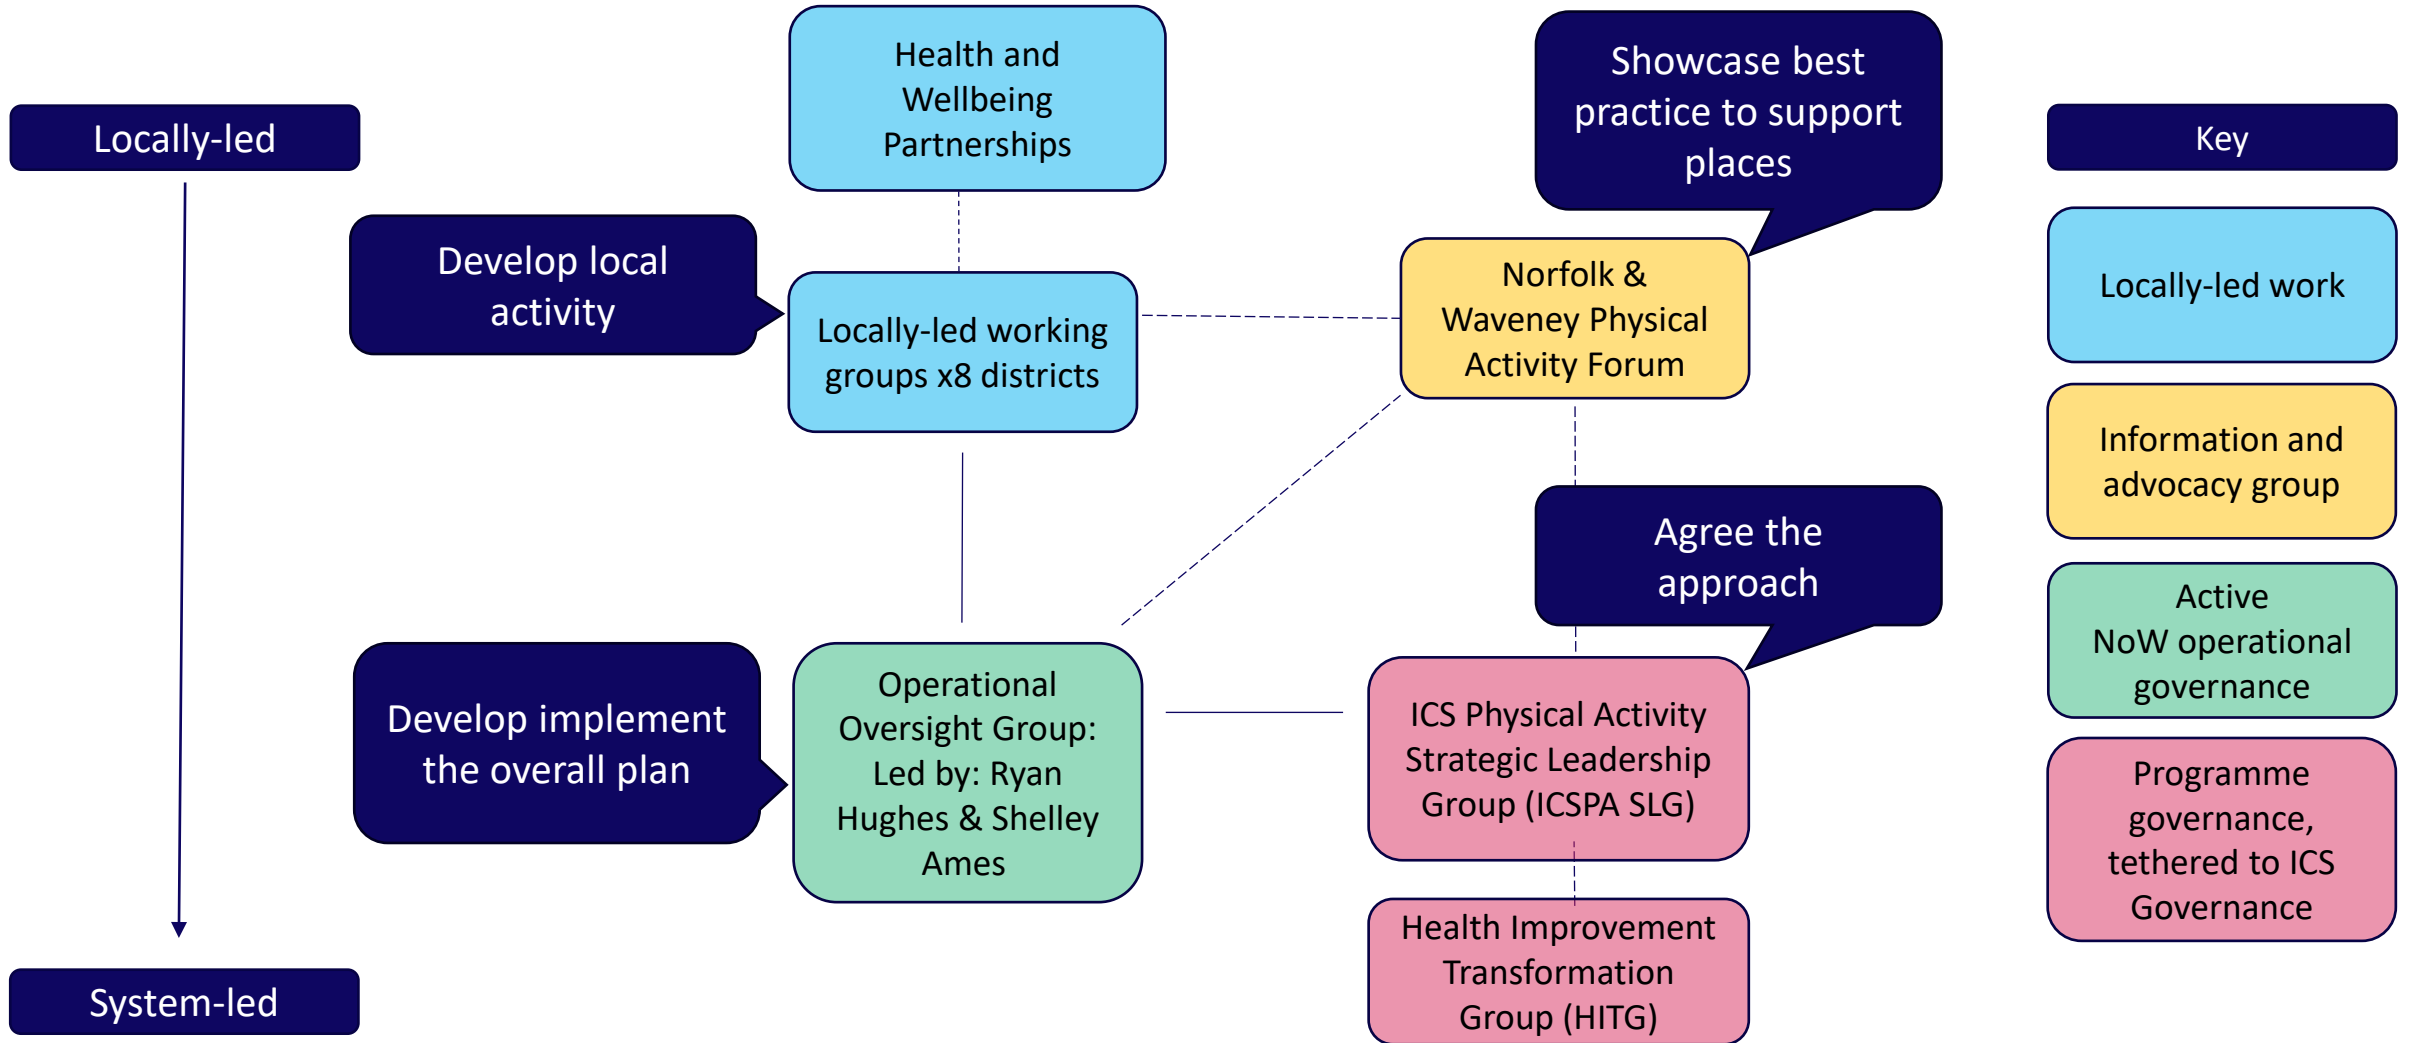 Locally-led
System-led
Health and
Wellbeing
Partnerships
Develop local
activity
Locally-led working
groups x8 districts
Showcase best
practice to support
places
Norfolk &
Waveney Physical
Activity Forum
Develop implement
the overall plan
Operational
Oversight Group:
Led by: Ryan
Hughes & Shelley
Ames
Agree the
approach
ICS Physical Activity
Strategic Leadership
Group (ICSPA SLG)
Health Improvement
Transformation
Group (HITG)
Key
Locally-led work
Information and
advocacy group
Active
NoW operational
governance
Programme
governance,
tethered to ICS
Governance